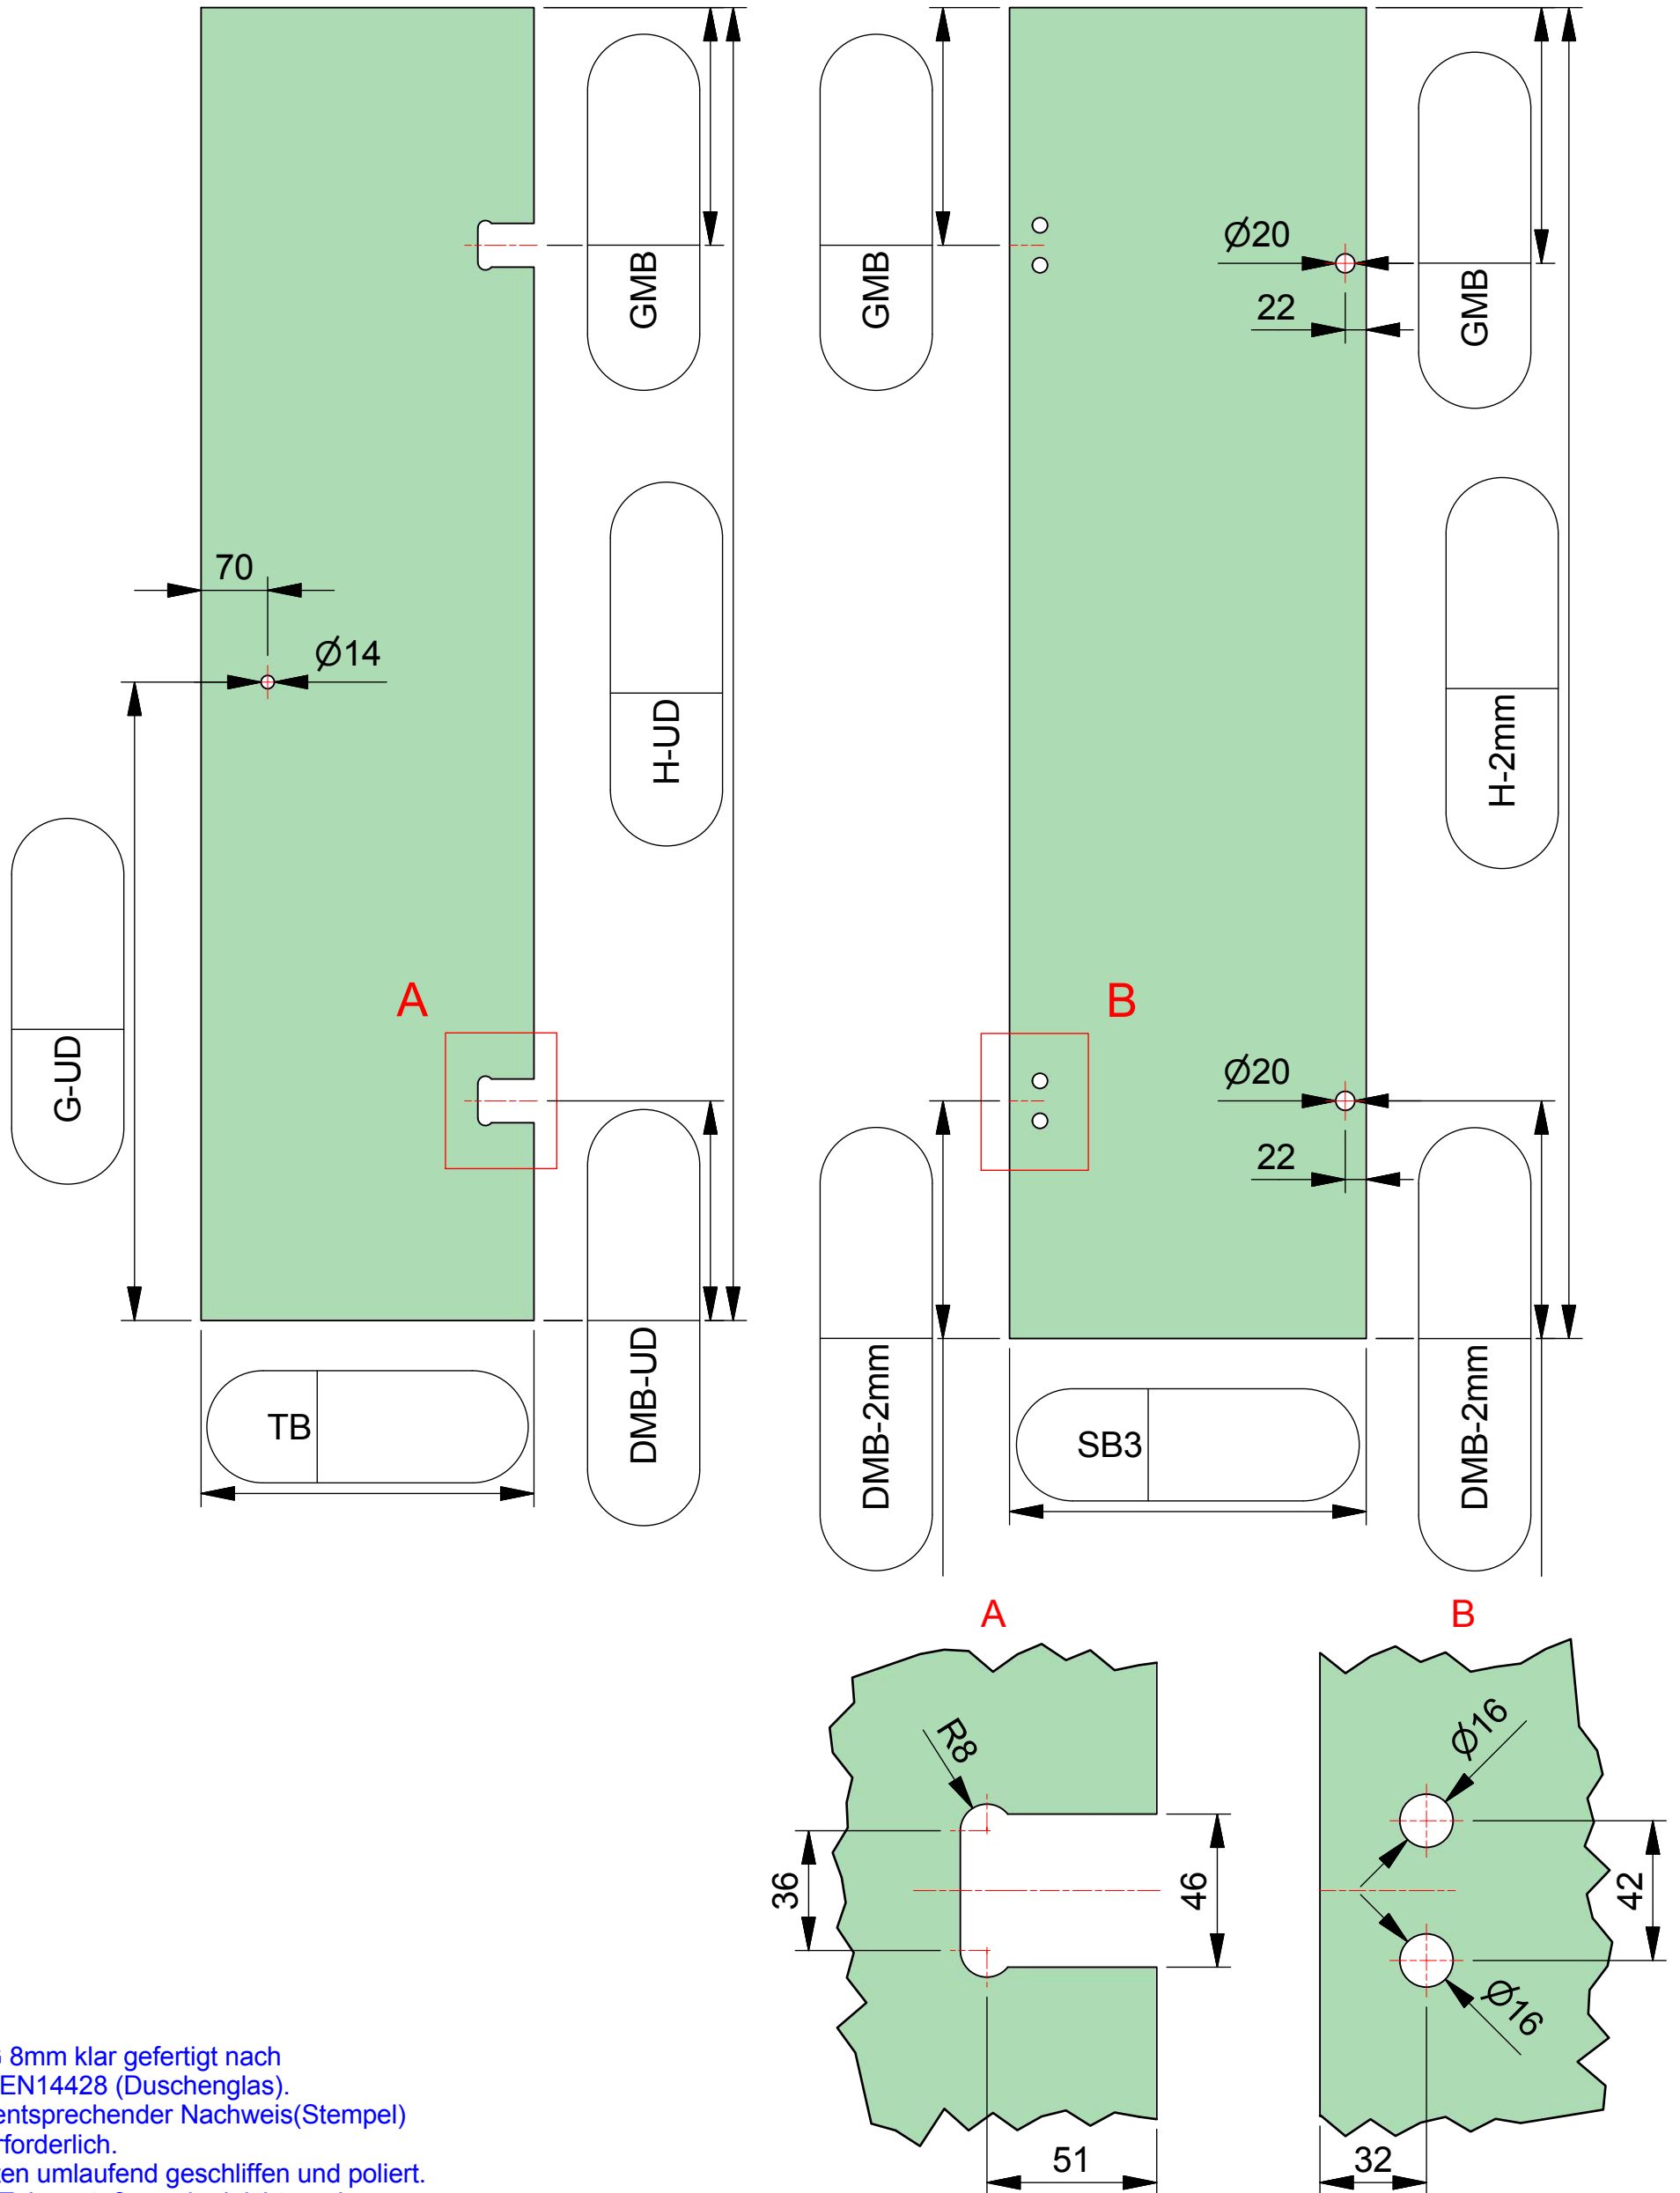 GMB
GMB
Ø20
22
GMB
70
Ø14
H-UD
H-2mm
G-UD
A
B
Ø20
22
DMB-UD
DMB-2mm
DMB-2mm
TB
SB3
A
B
R8
36
46
51
Ø16
42
Ø16
32
8mm klar gefertigt nach
EN14428 (Duschenglas).
entsprechender Nachweis(Stempel)
umlaufend geschliffen und poliert.